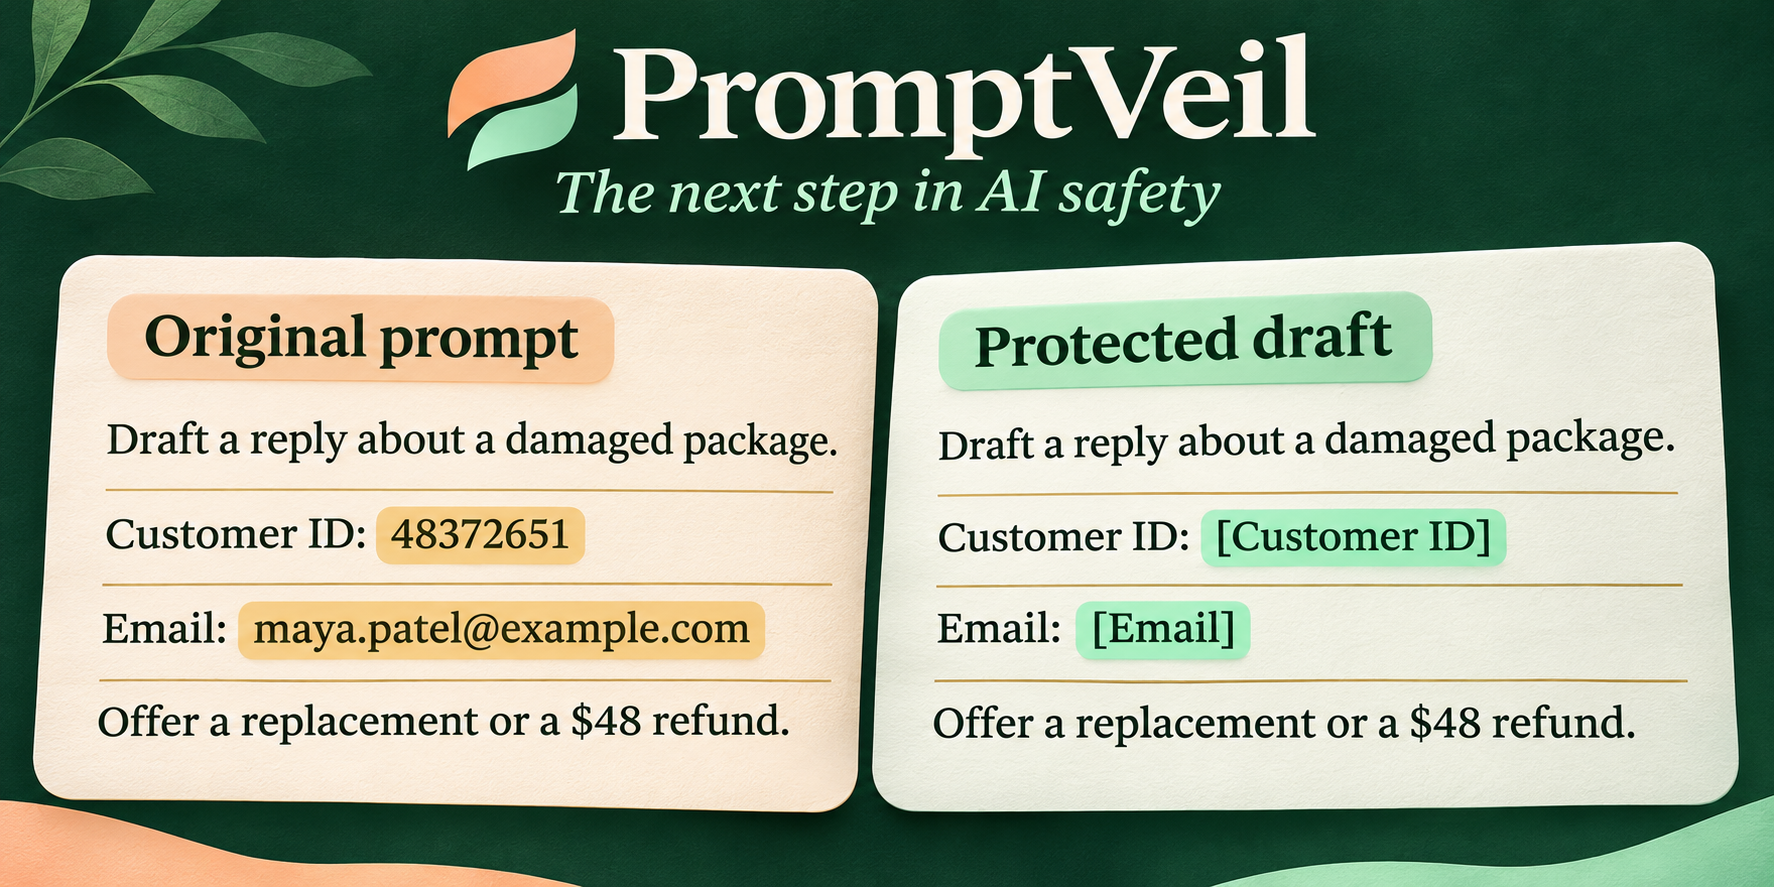 PromptVeil
The next step in AI safety
Original prompt
Draft a reply about a damaged package.
Customer ID: 48372651
Email: maya.patel@example.com
Offer a replacement or a $48 refund.
Protected draft
Draft a reply about a damaged package.
Customer ID: [Customer ID]
Email: [Email]
Offer a replacement or a $48 refund.